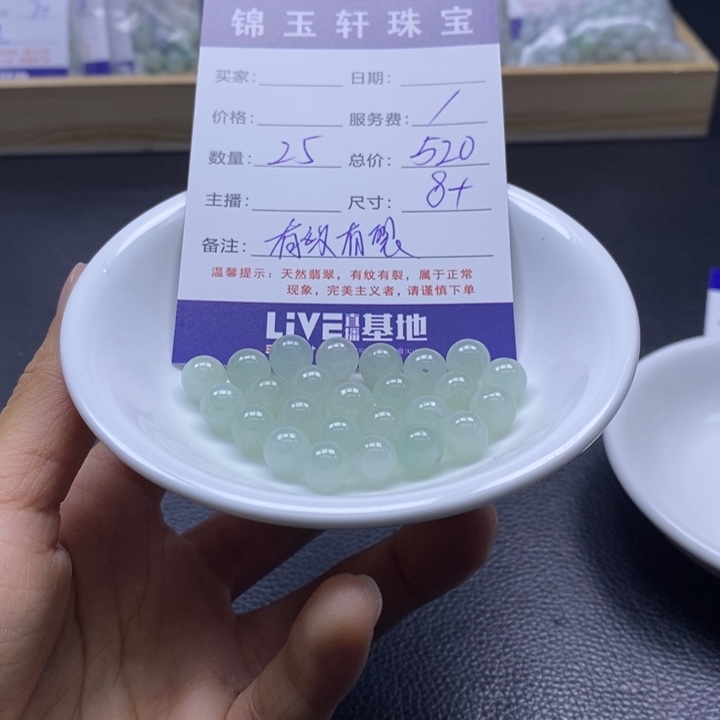 锦玉轩珠宝
买家: 日期:
价格: 服务费: /
数量: 25 总价: 520
主播: 尺寸: 8+
备注: 有纹有裂
温馨提示: 天然翡翠，有纹有裂，属于正常
现象，完美主义者，请谨慎下单
LiVE直播基地